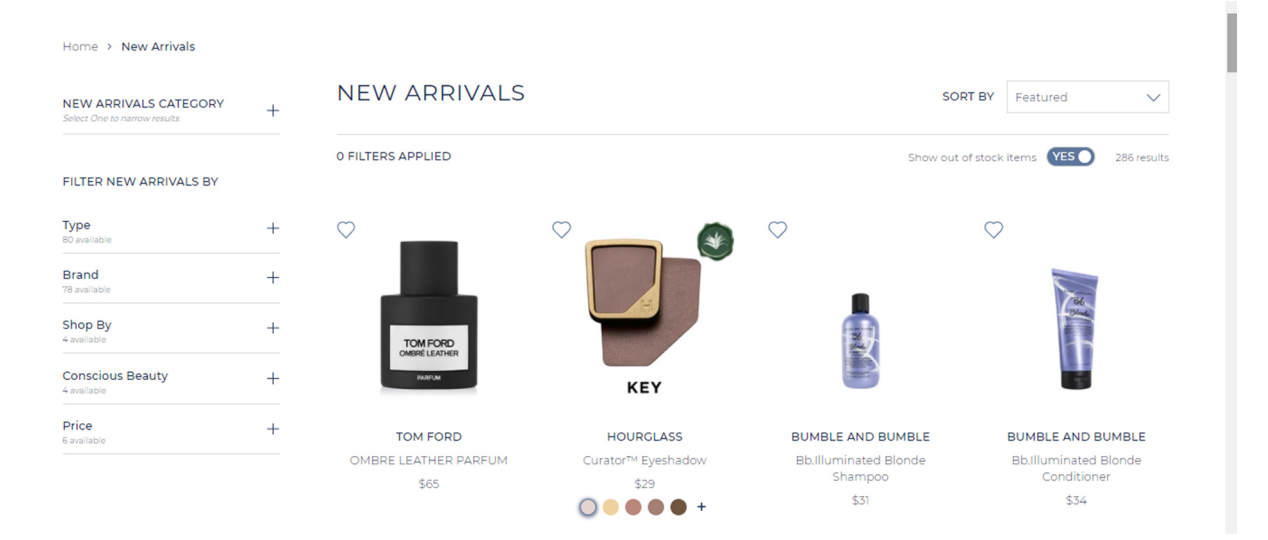 Home > New Arrivals
NEW ARRIVALS CATEGORY
Select One to narrow results
FILTER NEW ARRIVALS BY
Type
80 available
Brand
78 available
Shop By
4 available
Conscious Beauty
4 available
Price
6 available
NEW ARRIVALS
SORT BY
Featured
0 FILTERS APPLIED
Show out of stock items
YES
286 results
TOM FORD
OMBRÉ LEATHER
PARFUM
TOM FORD
OMBRE LEATHER PARFUM
$65
KEY
HOURGLASS
Curator™ Eyeshadow
$29
+
Bb.
Blonde
BUMBLE AND BUMBLE
Bb.Illuminated Blonde
Shampoo
$31
Bb.
Blonde
BUMBLE AND BUMBLE
Bb.Illuminated Blonde
Conditioner
$34